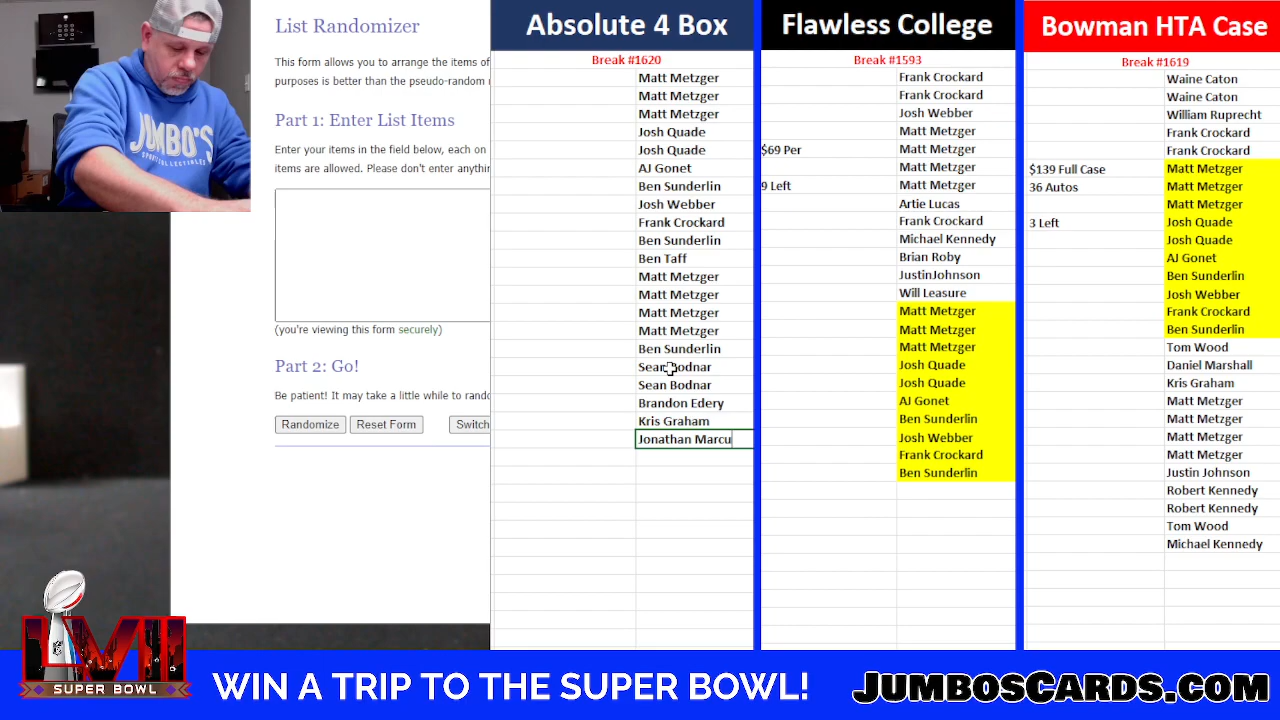 List Randomizer
This form allows you to arrange the items of
purposes is better than the pseudo-random
Part 1: Enter List Items
Enter your items in the field below, each on
items are allowed. Please don't enter anythin
(you're viewing this form securely)
Part 2: Go!
Be patient! It may take a little while to rando
Randomize
Reset Form
Switch
JUMBO'S
Absolute 4 Box
Break #1620
Matt Metzger
Matt Metzger
Matt Metzger
Josh Quade
Josh Quade
AJ Gonet
Ben Sunderlin
Josh Webber
Frank Crockard
Ben Sunderlin
Ben Taff
Matt Metzger
Matt Metzger
Matt Metzger
Matt Metzger
Ben Sunderlin
Sean Bodnar
Sean Bodnar
Brandon Edery
Kris Graham
Jonathan Marcu
Flawless College
Break #1593
Frank Crockard
Frank Crockard
Josh Webber
Matt Metzger
$69 Per
Matt Metzger
Matt Metzger
9 Left
Matt Metzger
Artie Lucas
Frank Crockard
Michael Kennedy
Brian Roby
JustinJohnson
Will Leasure
Matt Metzger
Matt Metzger
Matt Metzger
Josh Quade
Josh Quade
AJ Gonet
Ben Sunderlin
Josh Webber
Frank Crockard
Ben Sunderlin
Bowman HTA Case
Break #1619
Waine Caton
Waine Caton
William Ruprecht
Frank Crockard
Frank Crockard
$139 Full Case
Matt Metzger
36 Autos
Matt Metzger
Matt Metzger
3 Left
Josh Quade
Josh Quade
AJ Gonet
Ben Sunderlin
Josh Webber
Frank Crockard
Ben Sunderlin
Tom Wood
Daniel Marshall
Kris Graham
Matt Metzger
Matt Metzger
Matt Metzger
Matt Metzger
Justin Johnson
Robert Kennedy
Robert Kennedy
Tom Wood
Michael Kennedy
LVII
SUPER BOWL
WIN A TRIP TO THE SUPER BOWL!
JUMBOSCARDS.COM